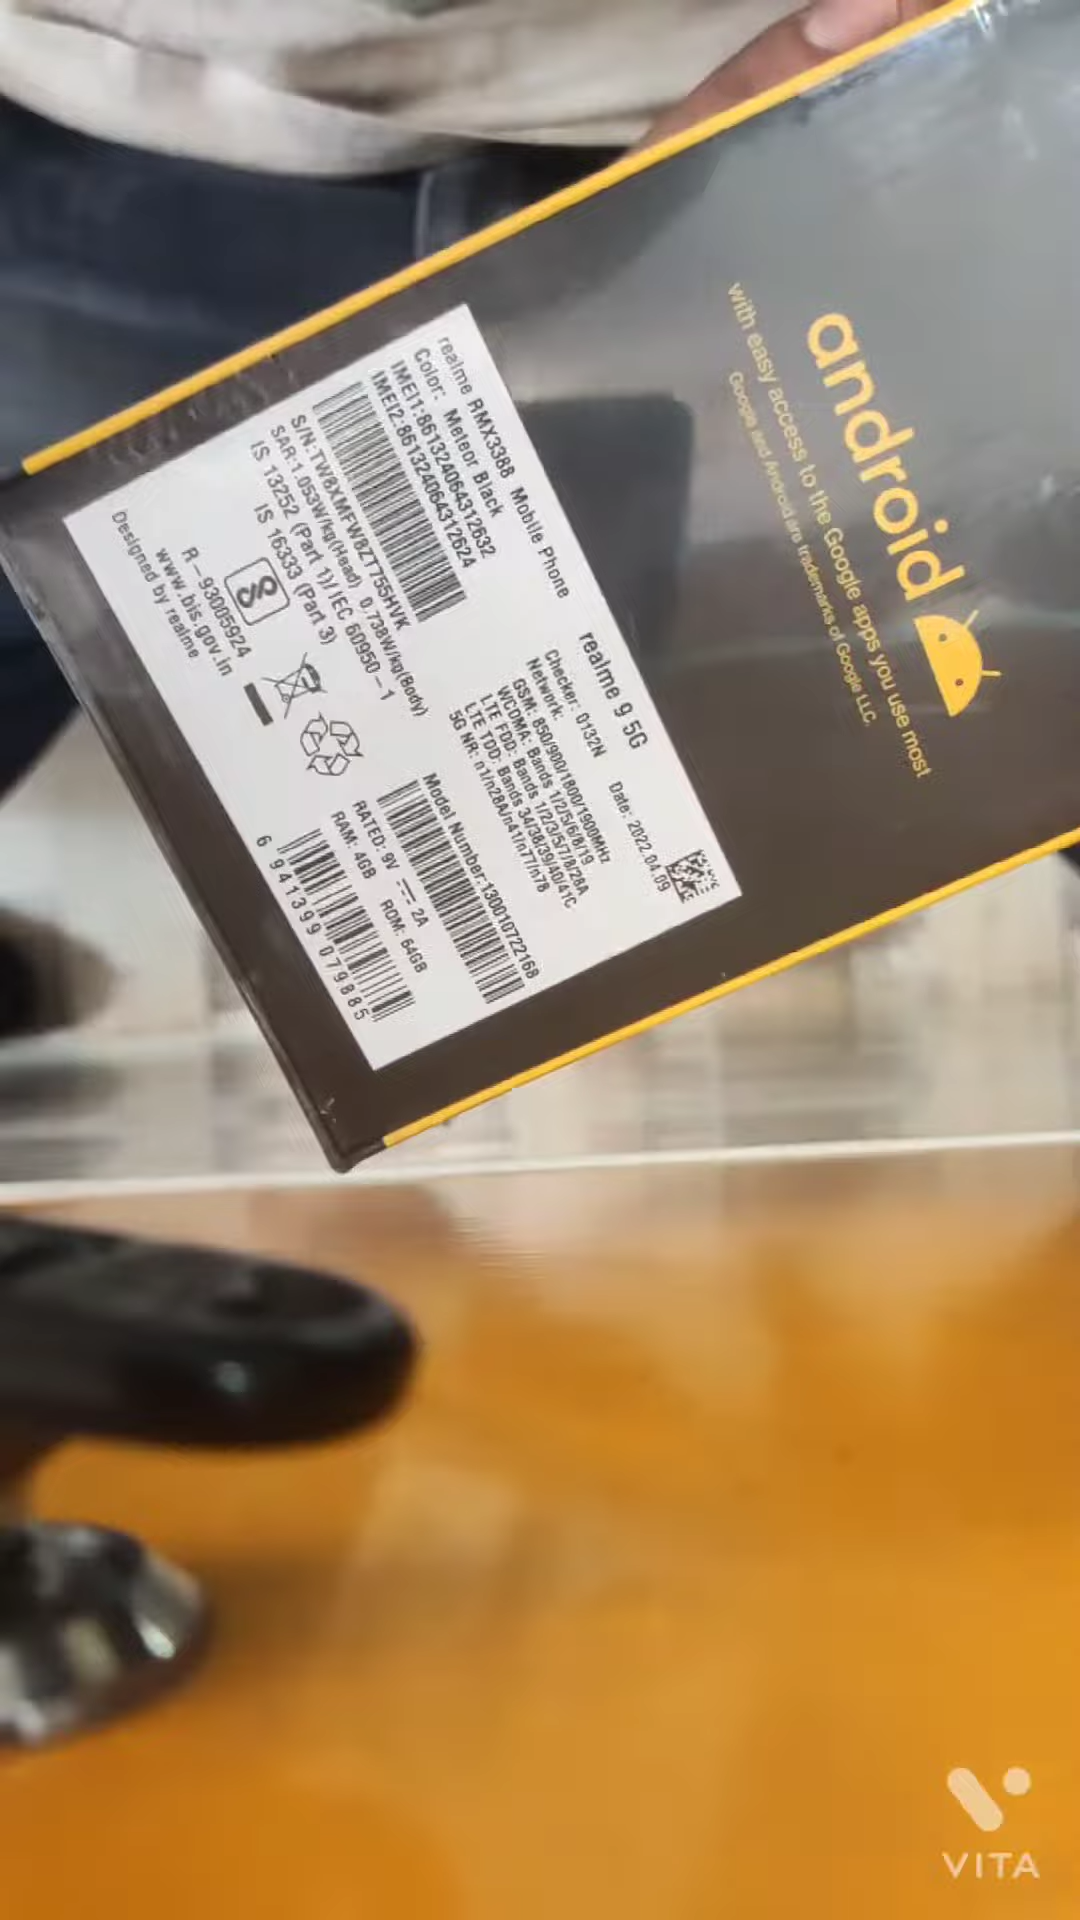 android
with easy access to the Google apps you use most
Google and Android are trademarks of Google LLC.
realme RMX3388 Mobile Phone
Color: Meteor Black
IMEI1:861324064312632
IMEI2:861324064312624
S/N:TW8XMFW8ZT755HVK
SAR:1.053W/kg(Head) 0.738W/kg(Body)
IS 13252 (Part 1)/ IEC 60950-1
IS 16333 (Part 3)
R-93005924
www.bis.gov.in
Designed by realme
realme 9 5G
Checker: 0132N Date: 2022.04.09
Network:
GSM: 850/900/1800/1900MHz
WCDMA: Bands 1/2/5/6/8/19
LTE FDD: Bands 1/2/3/5/7/8/28A
LTE TDD: Bands 34/38/39/40/41C
5G NR: n1/n28A/n41/n77/n78
Model Number:130010722168
RATED: 9V 2A
RAM: 4GB ROM: 64GB
6 941399 079885
VITA